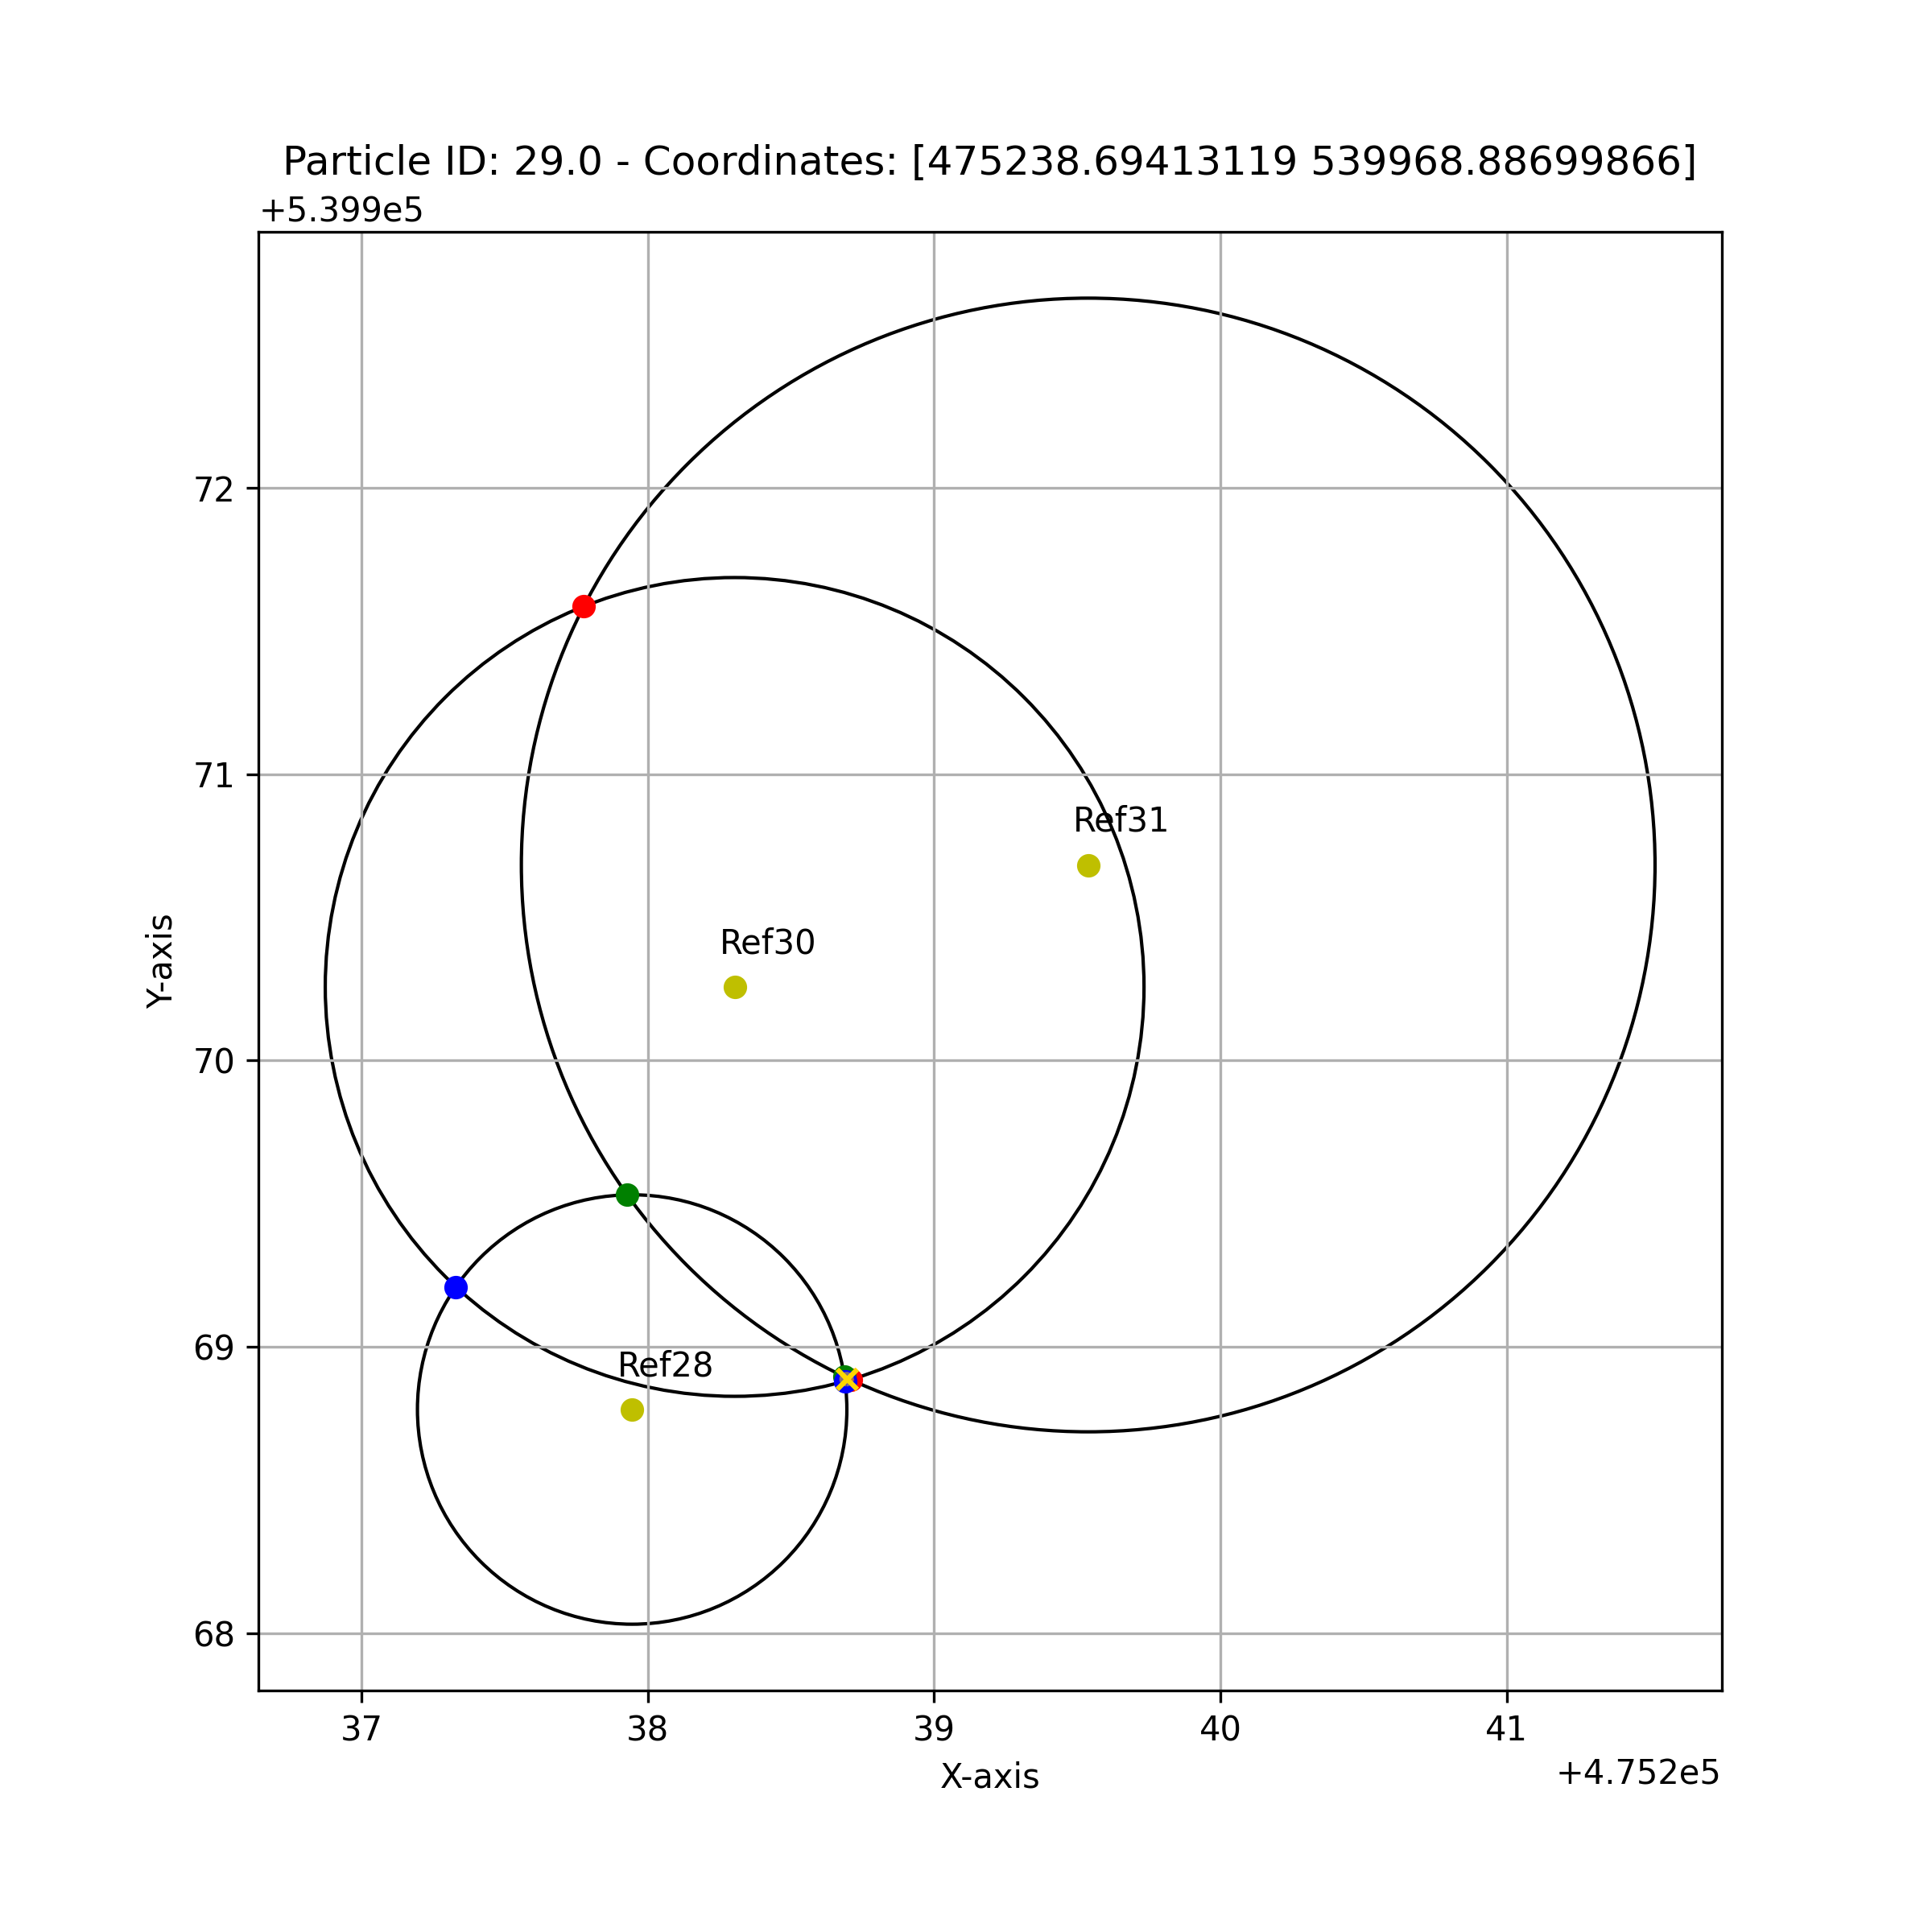 Particle ID: 29.0 - Coordinates: [475238.69413119 539968.88699866]
+5.399e5
72
71
70
69
68
Y-axis
Ref31
Ref30
Ref28
37 38 39 40 41
X-axis
+4.752e5